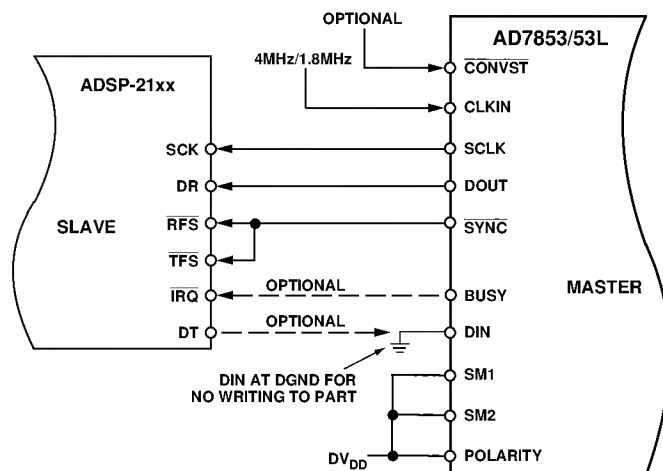 OPTIONAL
AD7853/53L
4MHz/1.8MHz
CONVST
ADSP-21xx
CLKIN
SCK
SCLK
DR
DOUT
SLAVE
RFS
SYNC
TFS
MASTER
IRQ
OPTIONAL
BUSY
DT
OPTIONAL
DIN
DIN AT DGND FOR
NO WRITING TO PART
SM1
SM2
DVDD
POLARITY